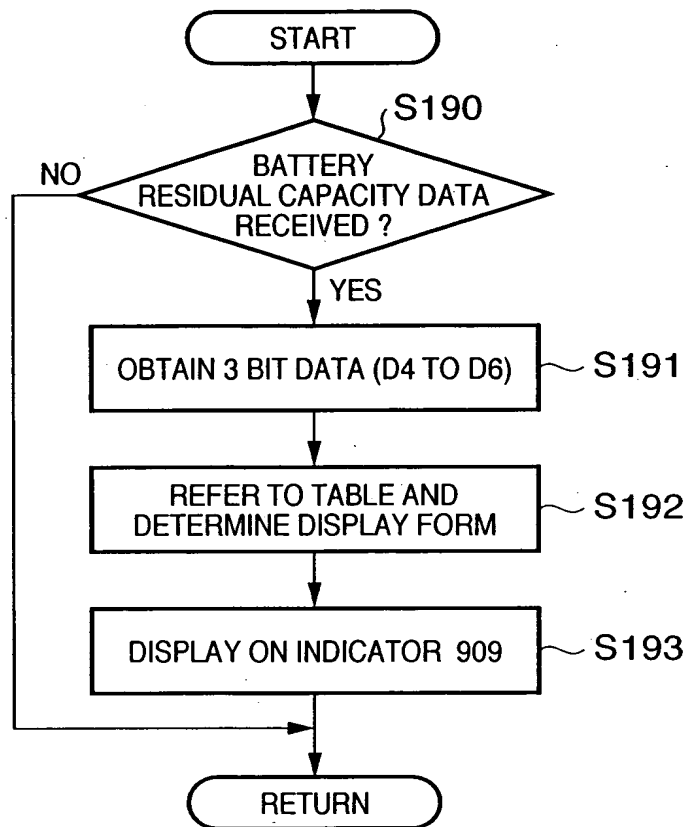 START
S190
BATTERY
RESIDUAL CAPACITY DATA
RECEIVED ?
NO
YES
OBTAIN 3 BIT DATA (D4 TO D6)
S191
REFER TO TABLE AND
DETERMINE DISPLAY FORM
S192
DISPLAY ON INDICATOR 909
S193
RETURN